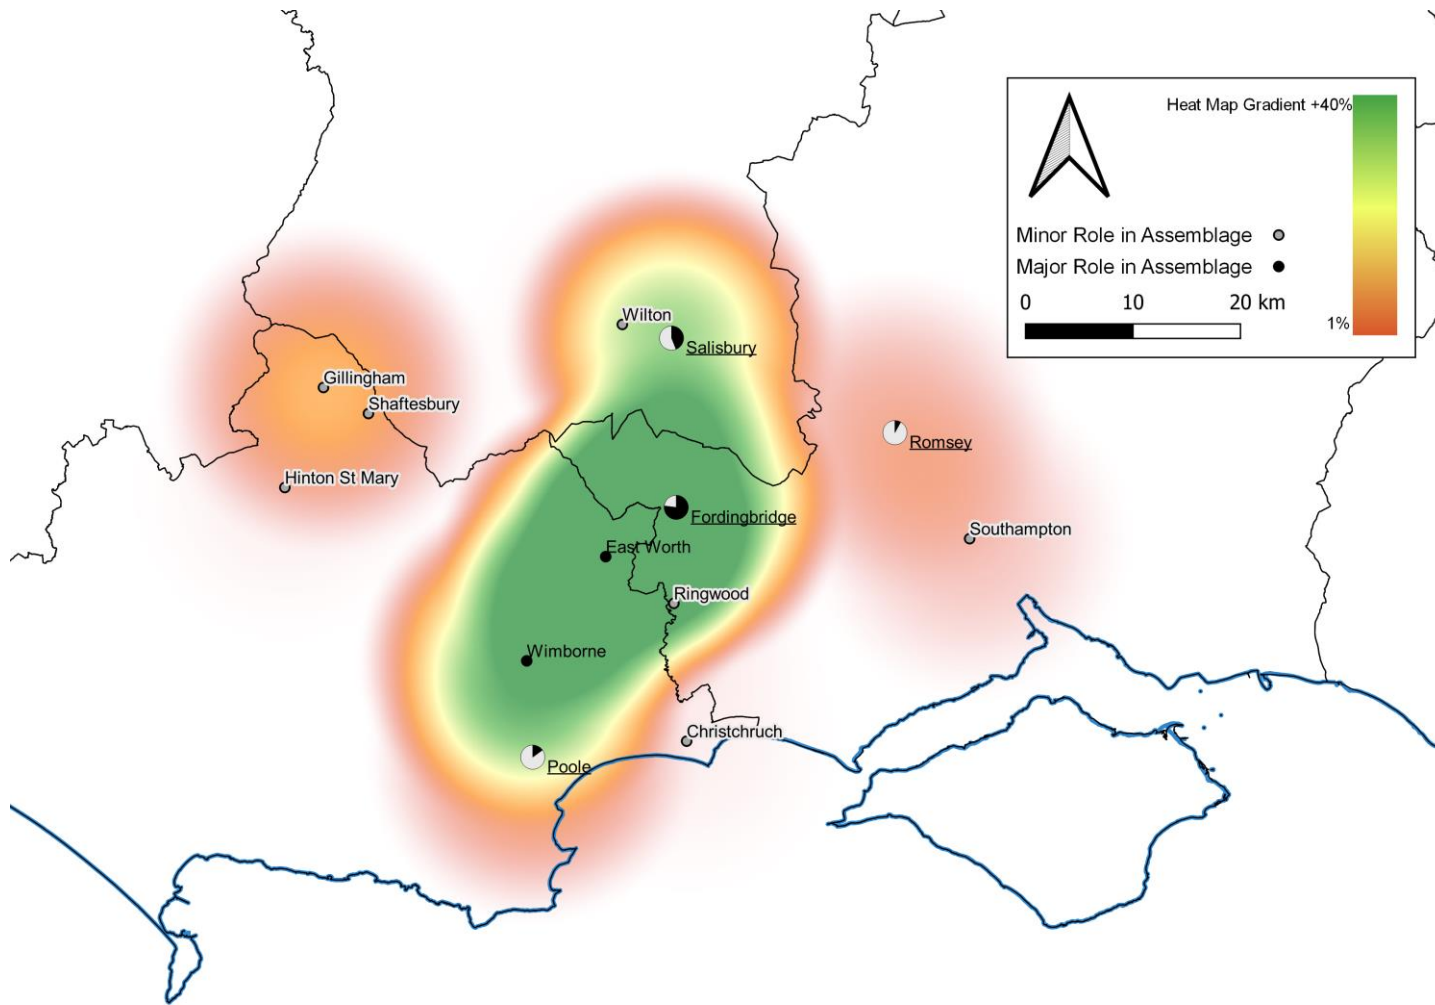 Heat Map Gradient +40%
Minor Role in Assemblage
Major Role in Assemblage
0 10 20 km
1%
Wilton
Salisbury
Gillingham
Shaftesbury
Romsey
Hinton St Mary
Fordingbridge
Southampton
East Worth
Ringwood
Wimborne
Christchruch
Poole